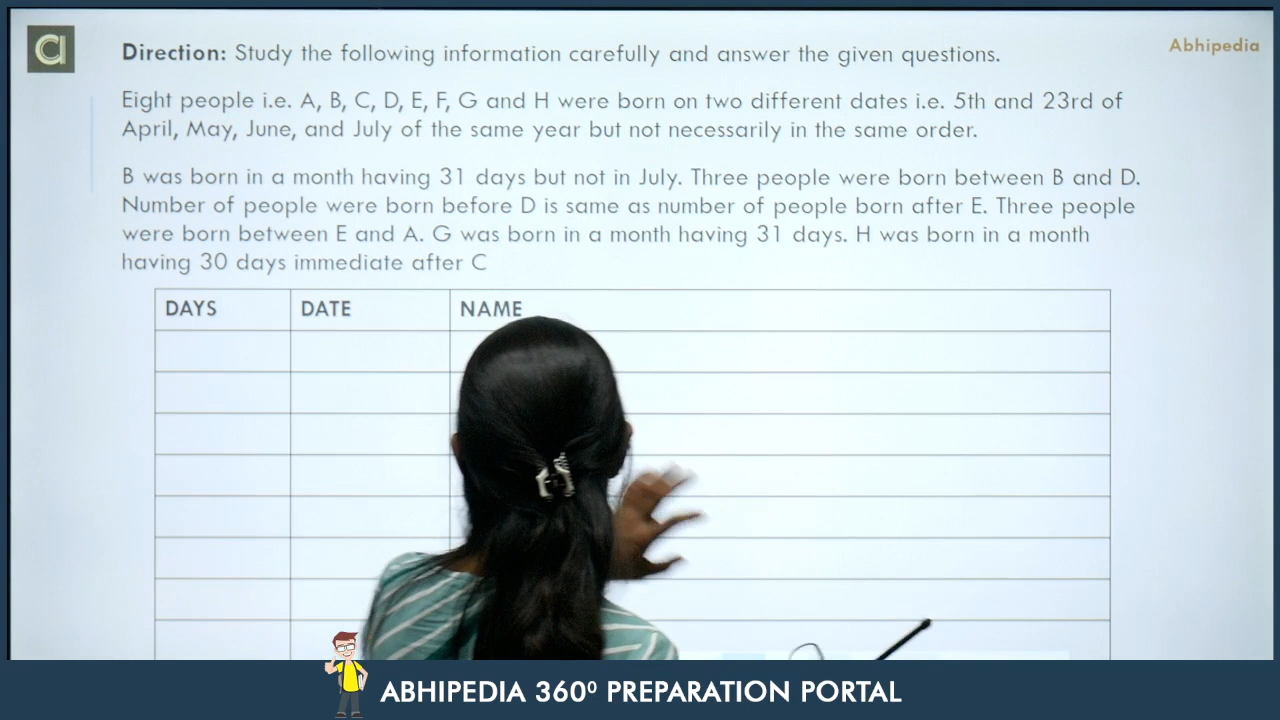 Abhipedia
Direction: Study the following information carefully and answer the given questions.
Eight people i.e. A, B, C, D, E, F, G and H were born on two different dates i.e. 5th and 23rd of
April, May, June, and July of the same year but not necessarily in the same order.
B was born in a month having 31 days but not in July. Three people were born between B and D.
Number of people were born before D is same as number of people born after E. Three people
were born between E and A. G was born in a month having 31 days. H was born in a month
having 30 days immediate after C
DAYS DATE NAME
ABHIPEDIA 360⁰ PREPARATION PORTAL